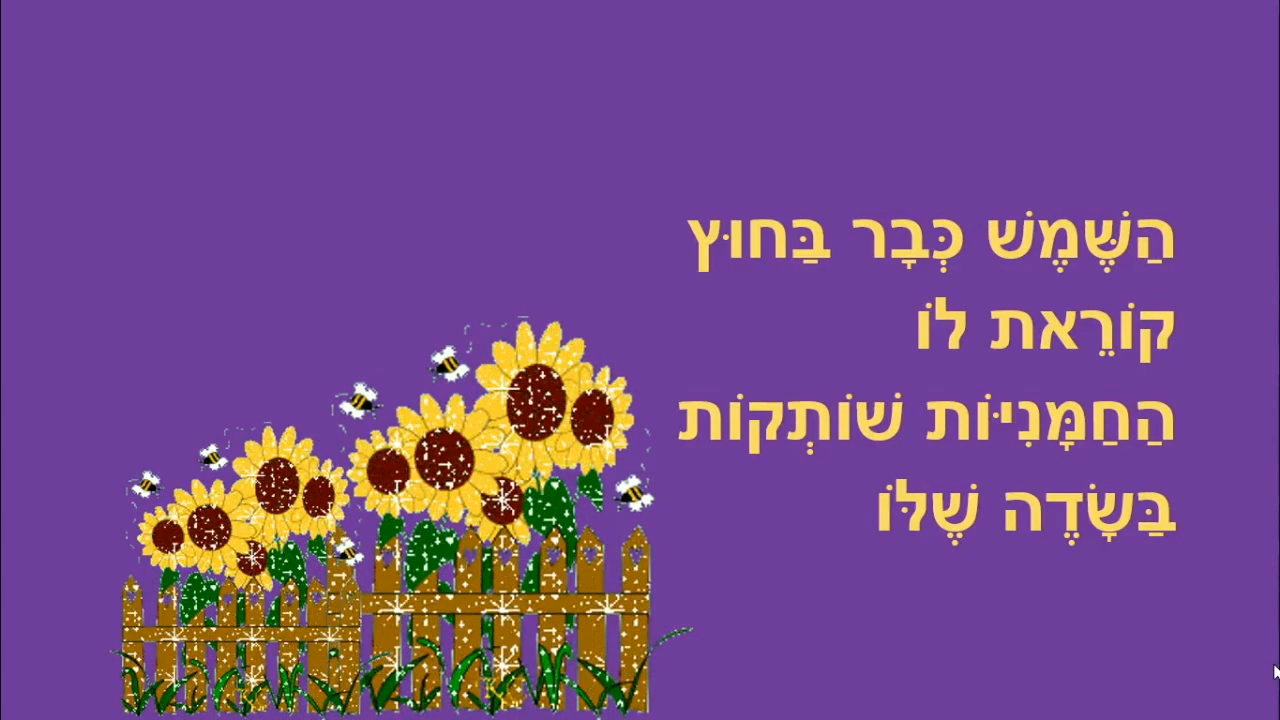 הַשֶּׁמֶשׁ כְּבָר בַּחוּץ
קוֹרֵאת לוֹ
הַחַמָּנִיּוֹת שׁוֹתְקוֹת
בַּשָׂדֶה שֶׁלּוֹ